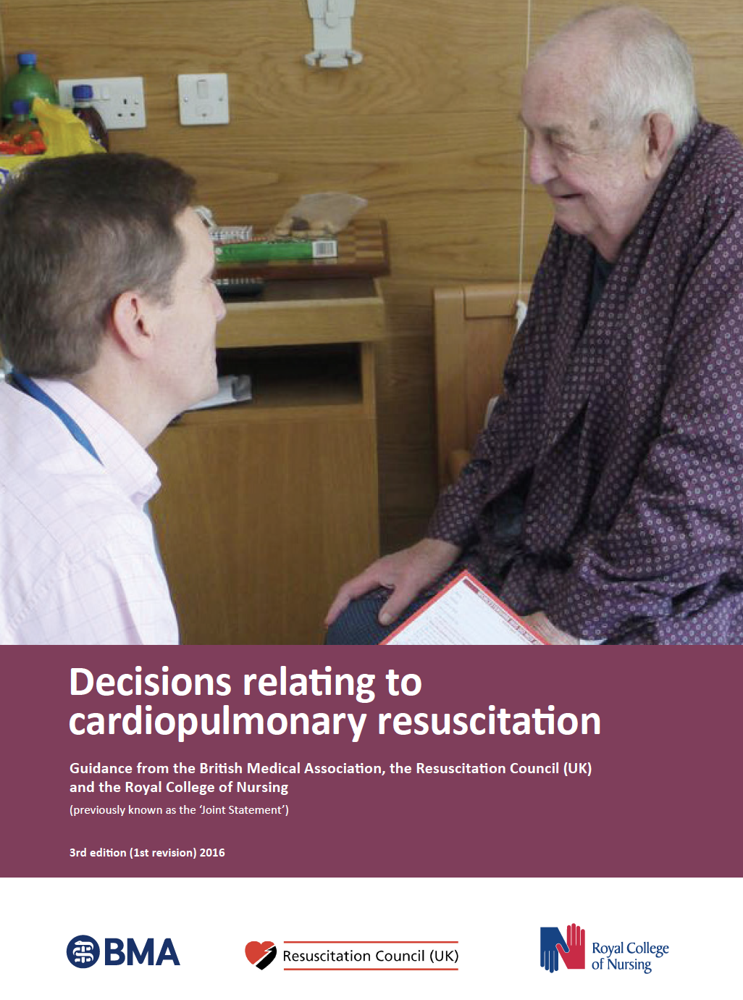 Decisions relating to
cardiopulmonary resuscitation
Guidance from the British Medical Association, the Resuscitation Council (UK)
and the Royal College of Nursing
(previously known as the ‘Joint Statement’)
3rd edition (1st revision) 2016
BMA
Resuscitation Council (UK)
Royal College
of Nursing